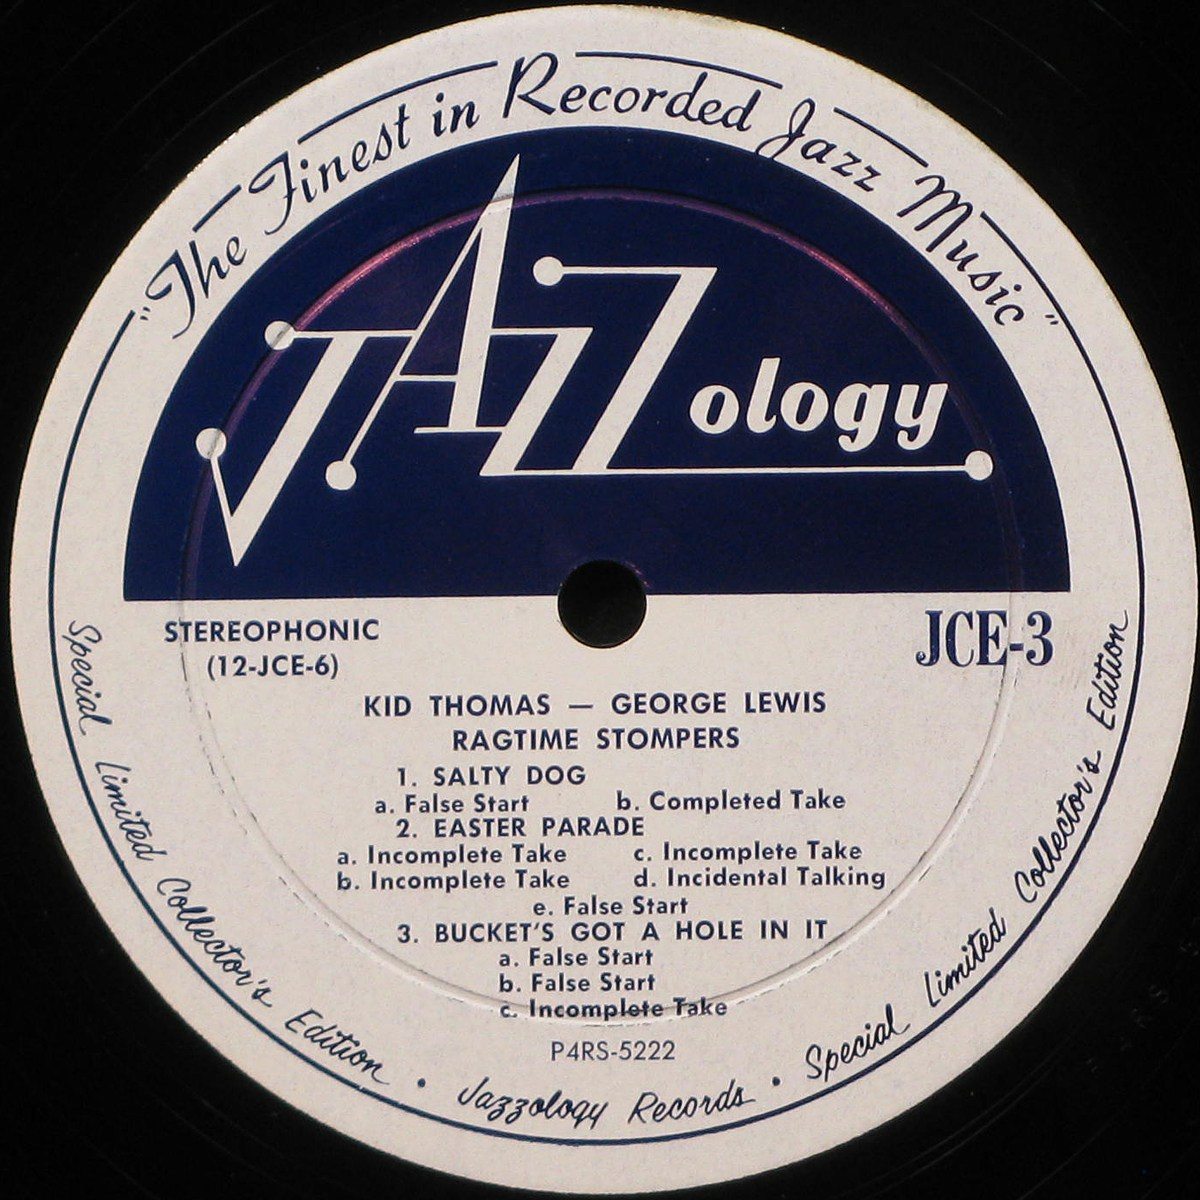 "The Finest in Recorded Jazz Music"
JAZZology
STEREOPHONIC
(12-JCE-6)
JCE-3
KID THOMAS — GEORGE LEWIS
RAGTIME STOMPERS
1. SALTY DOG
a. False Start b. Completed Take
2. EASTER PARADE
a. Incomplete Take c. Incomplete Take
b. Incomplete Take d. Incidental Talking
e. False Start
3. BUCKET'S GOT A HOLE IN IT
a. False Start
b. False Start
c. Incomplete Take
P4RS-5222
Special Limited Collector's Edition • Jazzology Records • Special Limited Collector's Edition